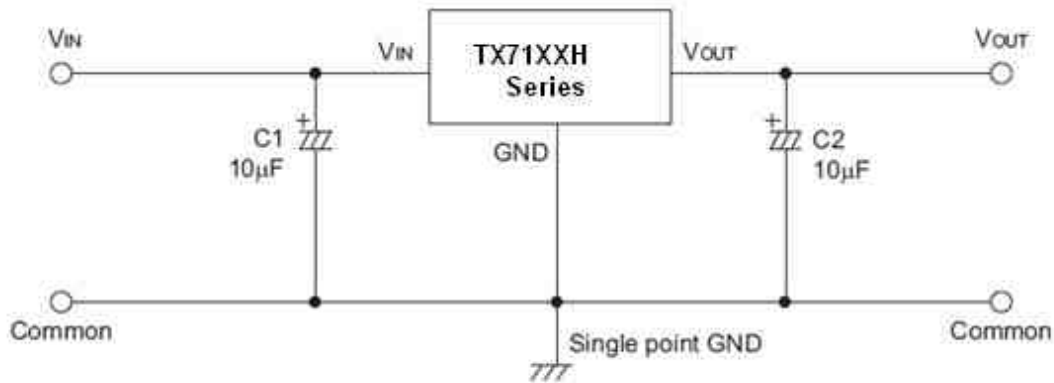 VIN
VIN
TX71XXH
Series
VOUT
VOUT
+
C1
10μF
GND
+
C2
10μF
Common
Single point GND
Common